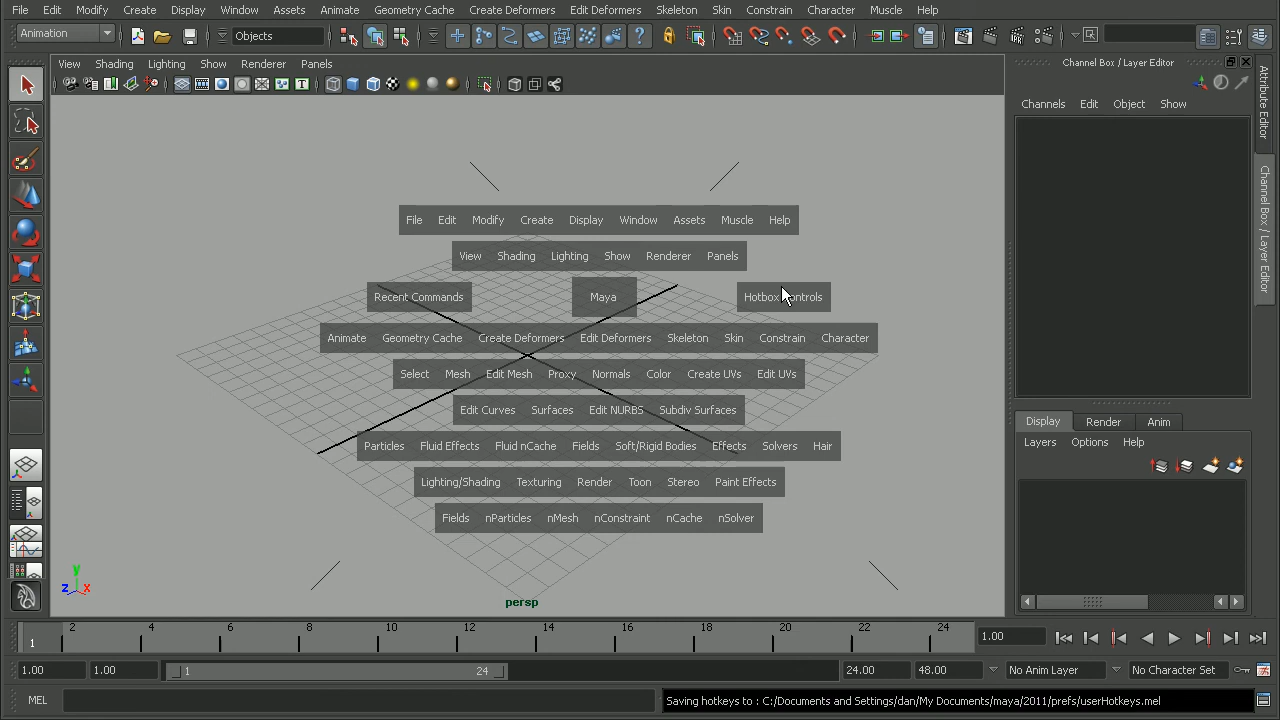 File Edit Modify Create Display Window Assets Animate Geometry Cache Create Deformers Edit Deformers Skeleton Skin Constrain Character Muscle Help
Animation Objects
View Shading Lighting Show Renderer Panels
Channel Box / Layer Editor
Channels Edit Object Show
Attribute Editor
Channel Box / Layer Editor
File Edit Modify Create Display Window Assets Muscle Help
View Shading Lighting Show Renderer Panels
Recent Commands Maya Hotbox Controls
Animate Geometry Cache Create Deformers Edit Deformers Skeleton Skin Constrain Character
Select Mesh Edit Mesh Proxy Normals Color Create UVs Edit UVs
Edit Curves Surfaces Edit NURBS Subdiv Surfaces
Particles Fluid Effects Fluid nCache Fields Soft/Rigid Bodies Effects Solvers Hair
Lighting/Shading Texturing Render Toon Stereo Paint Effects
Fields nParticles nMesh nConstraint nCache nSolver
Display Render Anim
Layers Options Help
y
z x
persp
1 2 4 6 8 10 12 14 16 18 20 22 24 1.00
1.00 1.00 1 24 24.00 48.00 No Anim Layer No Character Set
MEL Saving hotkeys to : C:/Documents and Settings/dan/My Documents/maya/2011/prefs/userHotkeys.mel